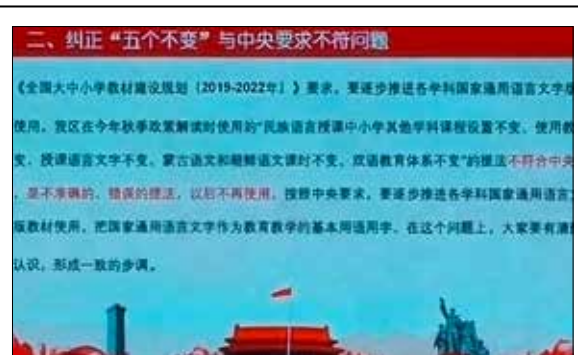 二、纠正“五个不变”与中央要求不符问题
《全国大中小学教材建设规划（2019-2022年）》要求，要逐步推进各学科国家通用语言文字版
使用，我区在今年秋季政策解读时使用的“民族语言授课中小学其他学科课程设置不变、使用教
变、授课语言文字不变、蒙古语文和朝鲜语文课时不变、双语教育体系不变”的提法不符合中央
，是不准确的、错误的提法，以后不再使用。按照中央要求，要逐步推进各学科国家通用语言文
版教材使用，把国家通用语言文字作为教育教学的基本用语用字。在这个问题上，大家要有清醒
认识，形成一致的步调。